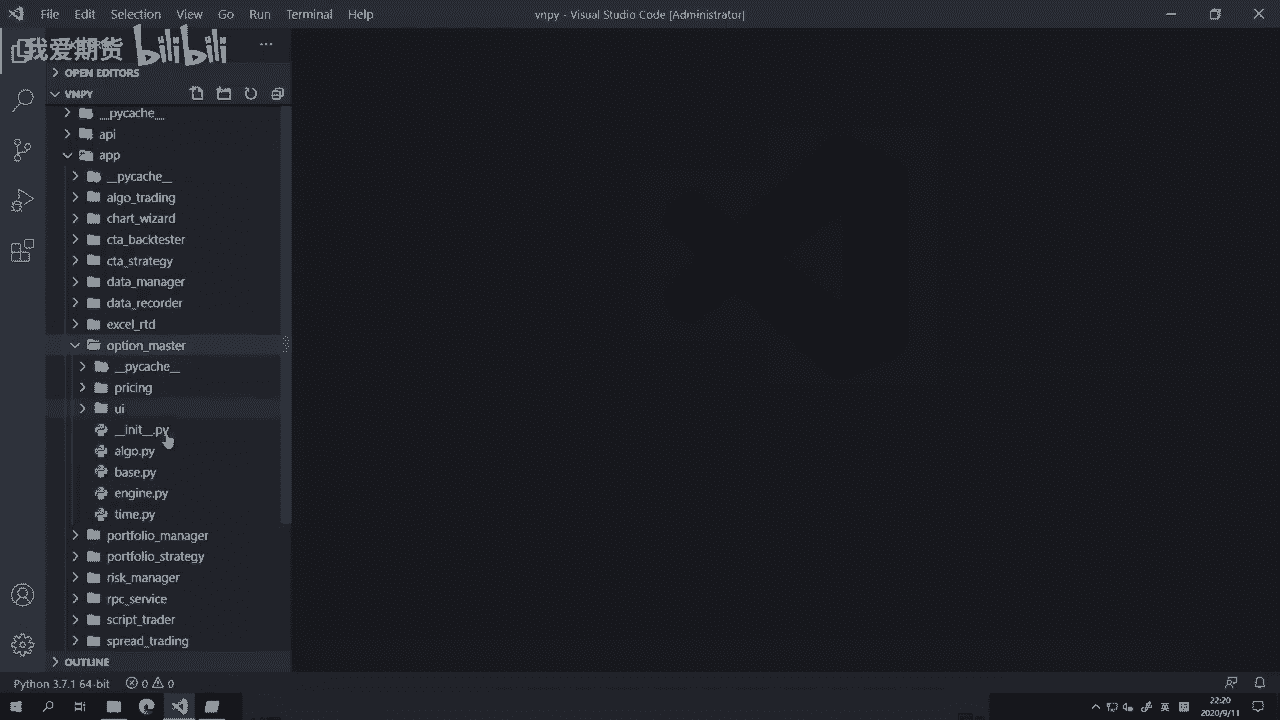 File Edit Selection View Go Run Terminal Help
vnpy - Visual Studio Code [Administrator]
我爱期货 bilibili
OPEN EDITORS
VNPY
__pycache__
api
app
__pycache__
algo_trading
chart_wizard
cta_backtester
cta_strategy
data_manager
data_recorder
excel_rtd
option_master
__pycache__
pricing
ui
__init__.py
algo.py
base.py
engine.py
time.py
portfolio_manager
portfolio_strategy
risk_manager
rpc_service
script_trader
spread_trading
OUTLINE
Python 3.7.1 64-bit 0 0
英
22:20
2020/9/11